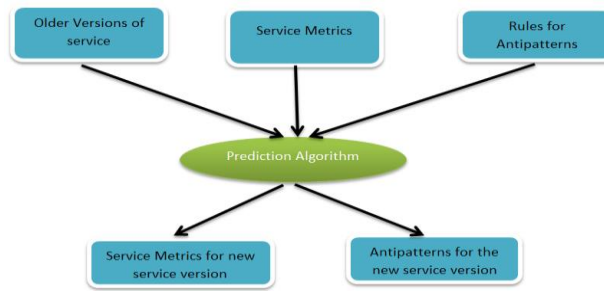 Older Versions of
service
Service Metrics
Rules for
Antipatterns
Prediction Algorithm
Service Metrics for new
service version
Antipatterns for the
new service version